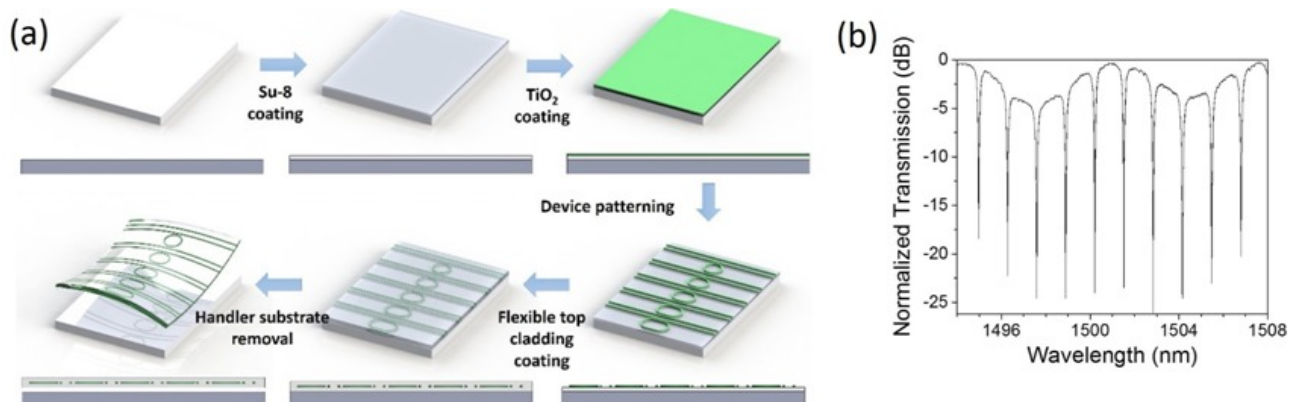 (a)
Su-8
coating
TiO₂
coating
Device patterning
Flexible top
cladding
coating
Handler substrate
removal
(b)
Normalized Transmission (dB)
0
-5
-10
-15
-20
-25
1496
1500
1504
1508
Wavelength (nm)